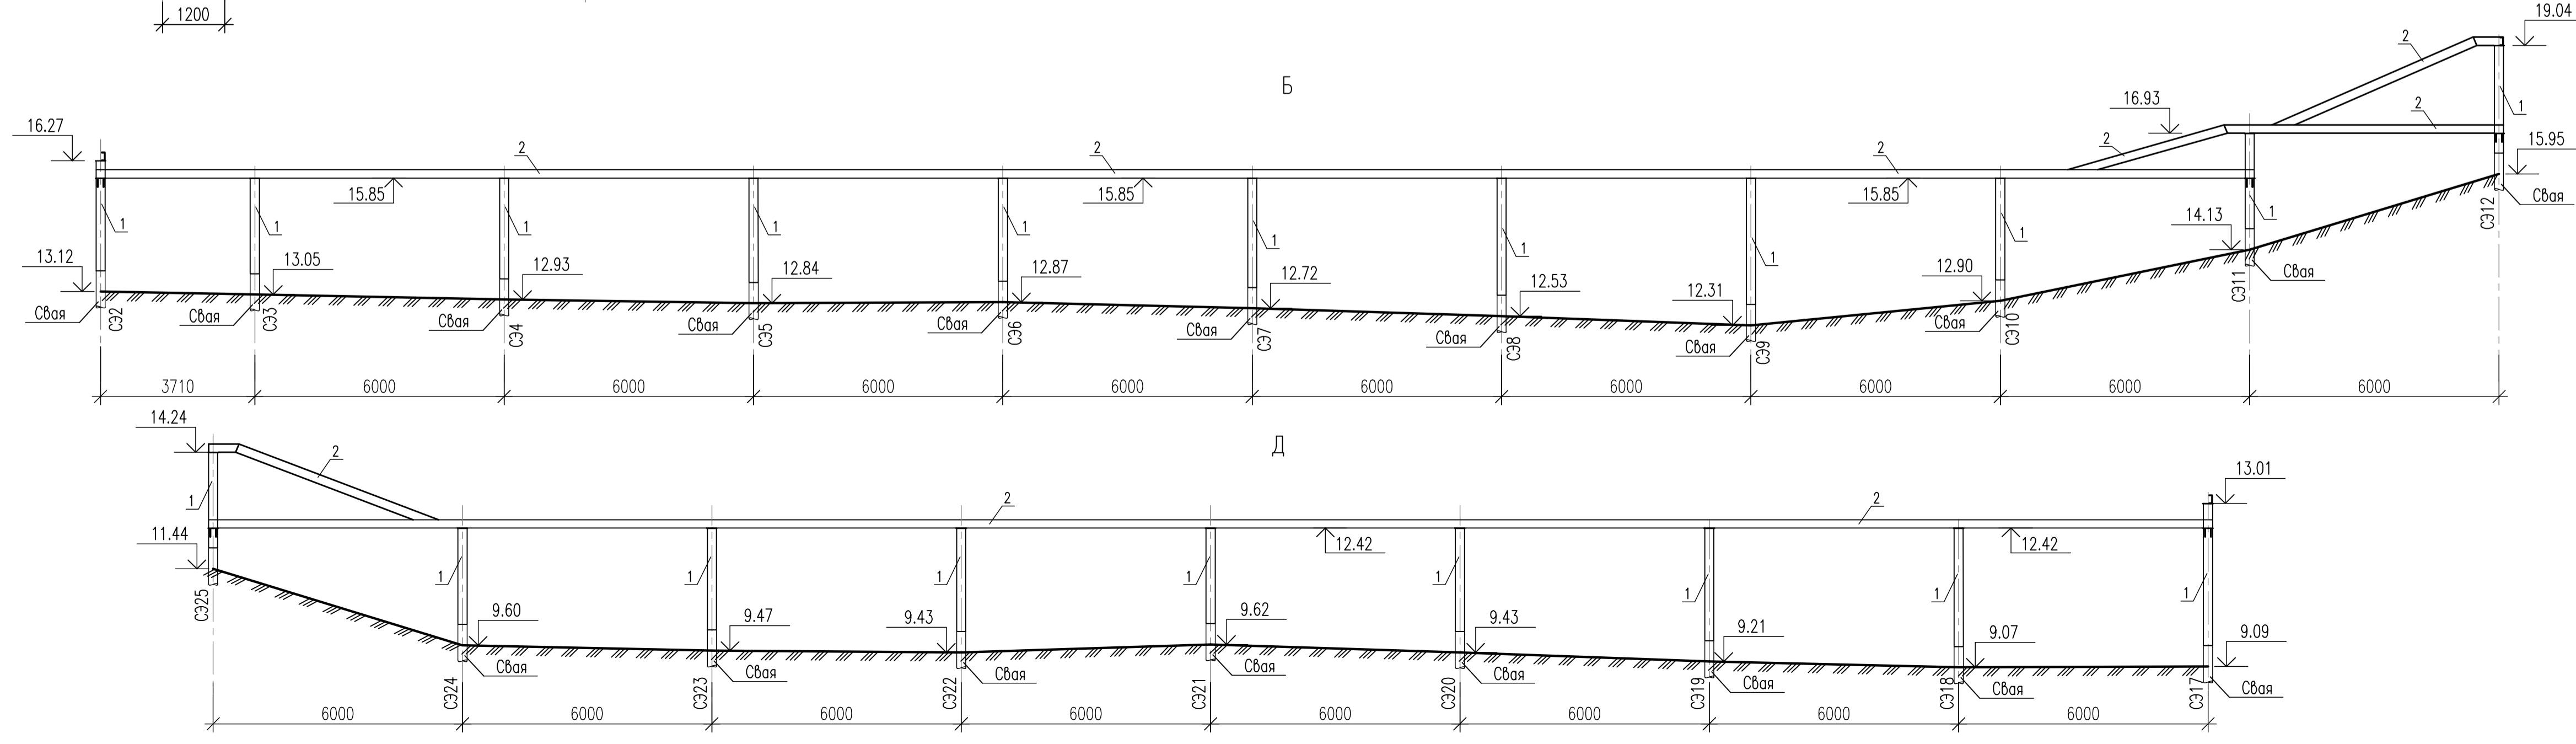 1200
19.04
2
Б
16.93
2
1
16.27
2
2
2
2
15.95
15.85
15.85
15.85
Свая
1
1
1
1
1
1
1
1
1
1
14.13
СЭ12
13.12
13.05
12.93
12.84
12.87
12.72
12.53
12.31
12.90
СЭ11
Свая
Свая
СЭ2
Свая
СЭ3
Свая
СЭ4
Свая
СЭ5
Свая
СЭ6
Свая
СЭ7
Свая
СЭ8
Свая
СЭ9
Свая
СЭ10
3710
6000
6000
6000
6000
6000
6000
6000
6000
6000
14.24
Д
2
13.01
1
2
2
11.44
12.42
12.42
1
1
1
1
1
1
1
1
СЭ25
9.60
9.47
9.43
9.62
9.43
9.21
9.07
9.09
Свая
Свая
Свая
Свая
Свая
Свая
Свая
Свая
СЭ24
СЭ23
СЭ22
СЭ21
СЭ20
СЭ19
СЭ18
СЭ17
6000
6000
6000
6000
6000
6000
6000
6000